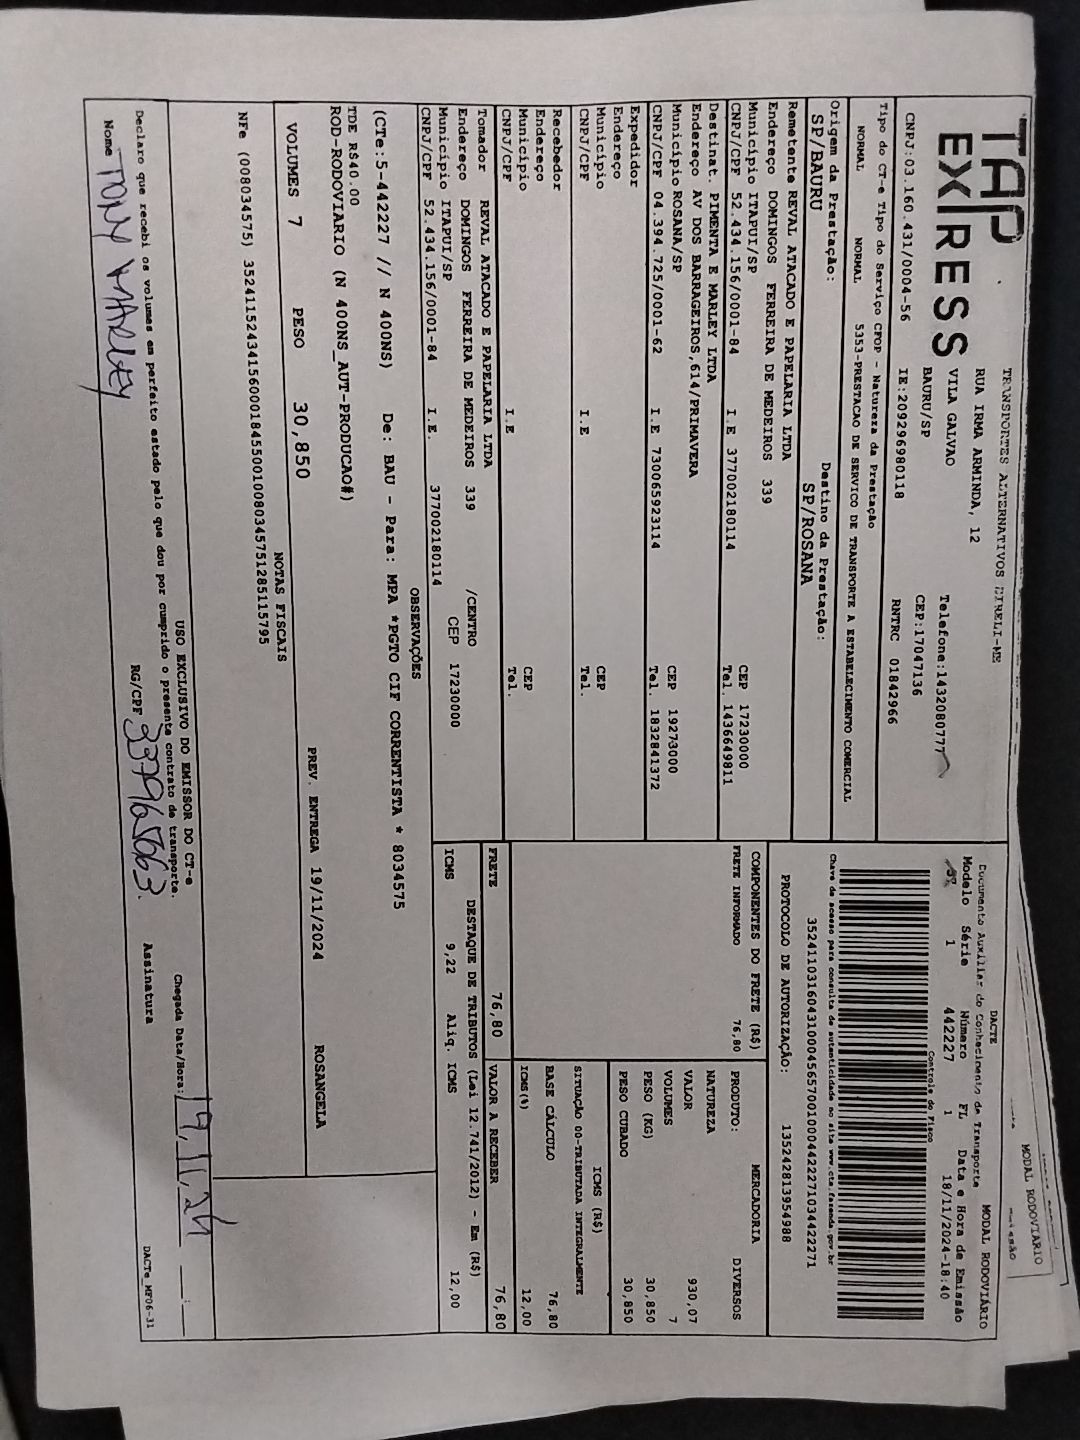 TRANSPORTES ALTERNATIVOS EIRELI-ME
TAP
EXPRESS
RUA IRMA ARMINDA, 12
VILA GALVAO
BAURU/SP
Telefone:1432080777
CEP:17047136
CNPJ:03.160.431/0004-56 IE:209296980118 RNTRC 01842966
Tipo do CT-e Tipo do Serviço CFOP - Natureza da Prestação
NORMAL NORMAL 5353-PRESTACAO DE SERVICO DE TRANSPORTE A ESTABELECIMENTO COMERCIAL
Origem da Prestação: Destino da Prestação:
SP/BAURU SP/ROSANA
Remetente REVAL ATACADO E PAPELARIA LTDA
Endereço DOMINGOS FERREIRA DE MEDEIROS 339
Município ITAPUI/SP CEP 17230000
CNPJ/CPF 52.434.156/0001-84 I.E 377002180114 Tel. 1436649811
Destinat. PIMENTA E MARLEY LTDA
Endereço AV DOS BARRAGEIROS,614/PRIMAVERA
Município ROSANA/SP CEP 19273000
CNPJ/CPF 04.394.725/0001-62 I.E 730065923114 Tel. 1832841372
Expedidor
Endereço
Município CEP
CNPJ/CPF I.E Tel.
Recebedor
Endereço
Município CEP
CNPJ/CPF I.E Tel.
Tomador REVAL ATACADO E PAPELARIA LTDA
Endereço DOMINGOS FERREIRA DE MEDEIROS 339 /CENTRO
Município ITAPUI/SP CEP 17230000
CNPJ/CPF 52.434.156/0001-84 I.E. 377002180114
DACTE MODAL RODOVIÁRIO
Documento Auxiliar do Conhecimento de Transporte
Modelo Série Número FL Data e Hora de Emissão
57 1 442227 1 18/11/2024-18:40
Controle do Fisco
Chave de acesso para consulta de autenticidade no site www.cte.fazenda.gov.br
35241103160431000456570010004422271034422271
PROTOCOLO DE AUTORIZAÇÃO: 135242813954988
COMPONENTES DO FRETE (R$)
FRETE INFORMADO 76,80
PRODUTO: MERCADORIA
NATUREZA DIVERSOS
VALOR 930,07
VOLUMES 7
PESO (KG) 30,850
PESO CUBADO 30,850
ICMS (R$)
SITUAÇÃO 00-TRIBUTADA INTEGRALMENTE
BASE CÁLCULO 76,80
ICMS(%) 12,00
FRETE 76,80 VALOR A RECEBER 76,80
DESTAQUE DE TRIBUTOS (Lei 12.741/2012) - Em (R$)
ICMS 9,22 Aliq. ICMS 12,00
OBSERVAÇÕES
(CTe:5-442227 // N 400NS) De: BAU - Para: MPA *PGTO CIF CORRENTISTA * 8034575
TDE R$40.00
ROD-RODOVIARIO (N 400NS_AUT-PRODUCAO#)
VOLUMES 7 PESO 30,850 PREV. ENTREGA 19/11/2024 ROSANGELA
NOTAS FISCAIS
NFe (008034575) 35241152434156000184550010080345751285115795
USO EXCLUSIVO DO EMISSOR DO CT-e
Declaro que recebi os volumes em perfeito estado pelo que dou por cumprido o presente contrato de transporte. Chegada Data/Hora: 19,11,24
Nome TONY MARLEY RG/CPF 337965063. Assinatura
DACTe_MF06-31
MODAL RODOVIARIO